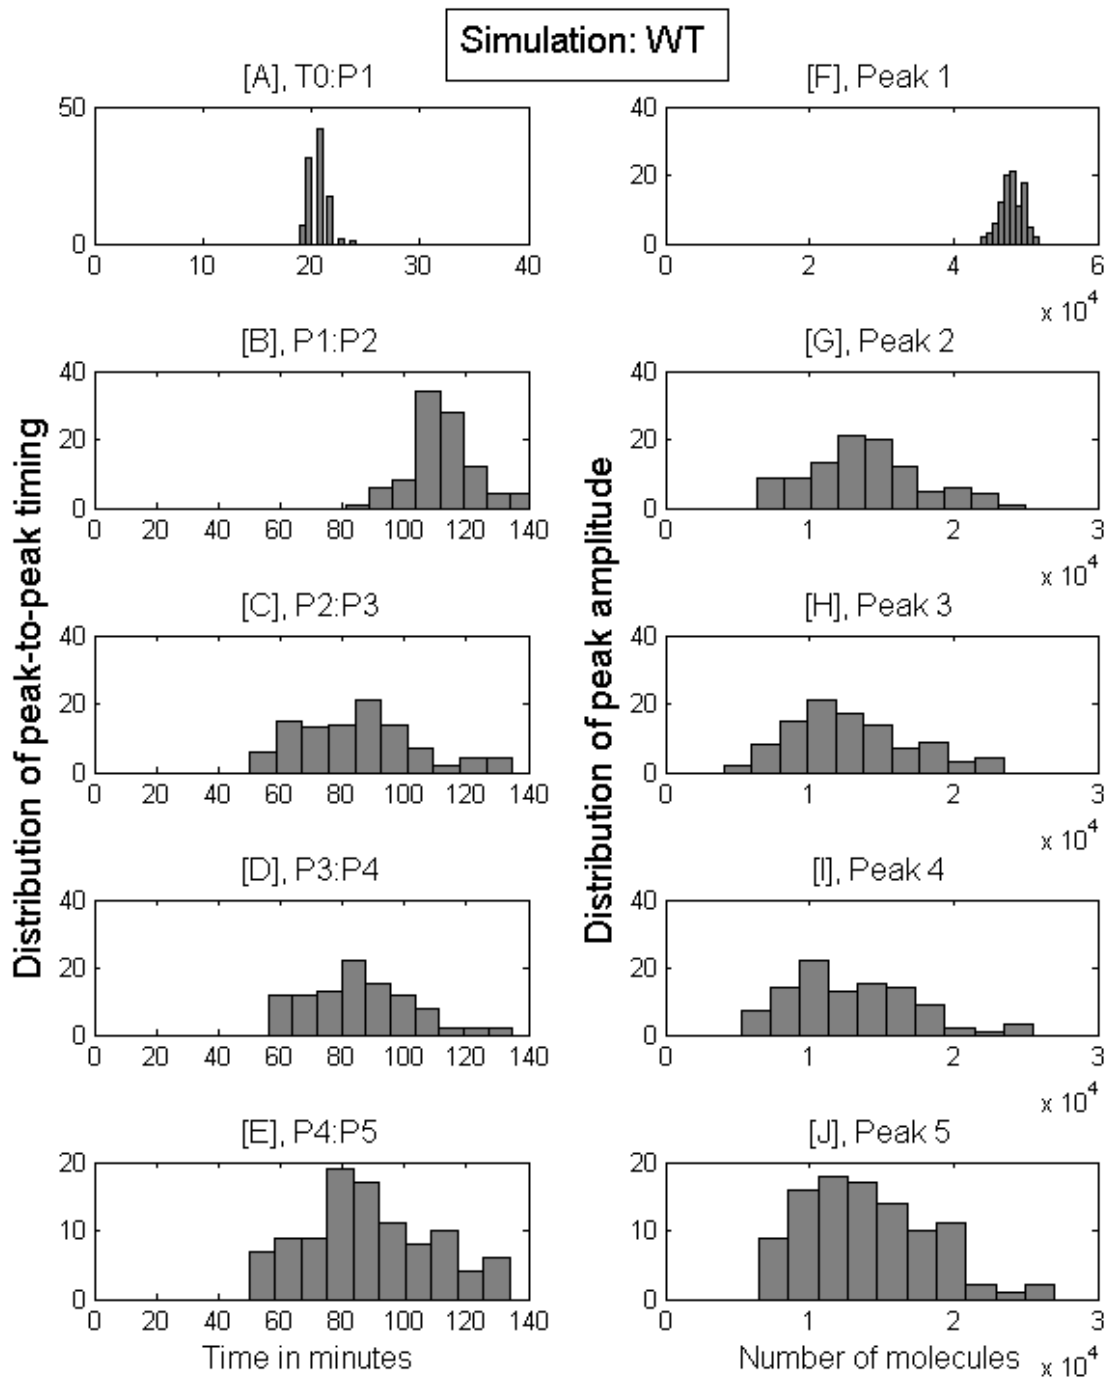 Simulation: WT
[A], T0:P1
50
0
0 10 20 30 40
[F], Peak 1
40
20
0
0 2 4 6
x 10^4
Distribution of peak-to-peak timing
[B], P1:P2
40
20
0
0 20 40 60 80 100 120 140
Distribution of peak amplitude
[G], Peak 2
40
20
0
0 1 2 3
x 10^4
[C], P2:P3
40
20
0
0 20 40 60 80 100 120 140
[H], Peak 3
40
20
0
0 1 2 3
x 10^4
[D], P3:P4
40
20
0
0 20 40 60 80 100 120 140
[I], Peak 4
40
20
0
0 1 2 3
x 10^4
[E], P4:P5
20
10
0
0 20 40 60 80 100 120 140
Time in minutes
[J], Peak 5
20
10
0
0 1 2 3
Number of molecules x 10^4